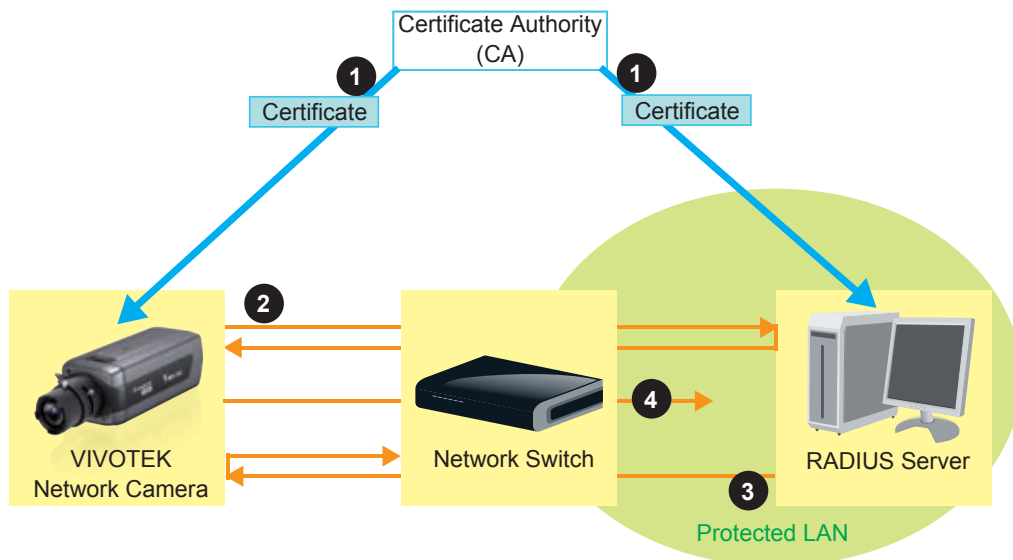 Certificate Authority
(CA)
1
1
Certificate
Certificate
2
4
VIVOTEK
Network Camera
Network Switch
RADIUS Server
3
Protected LAN